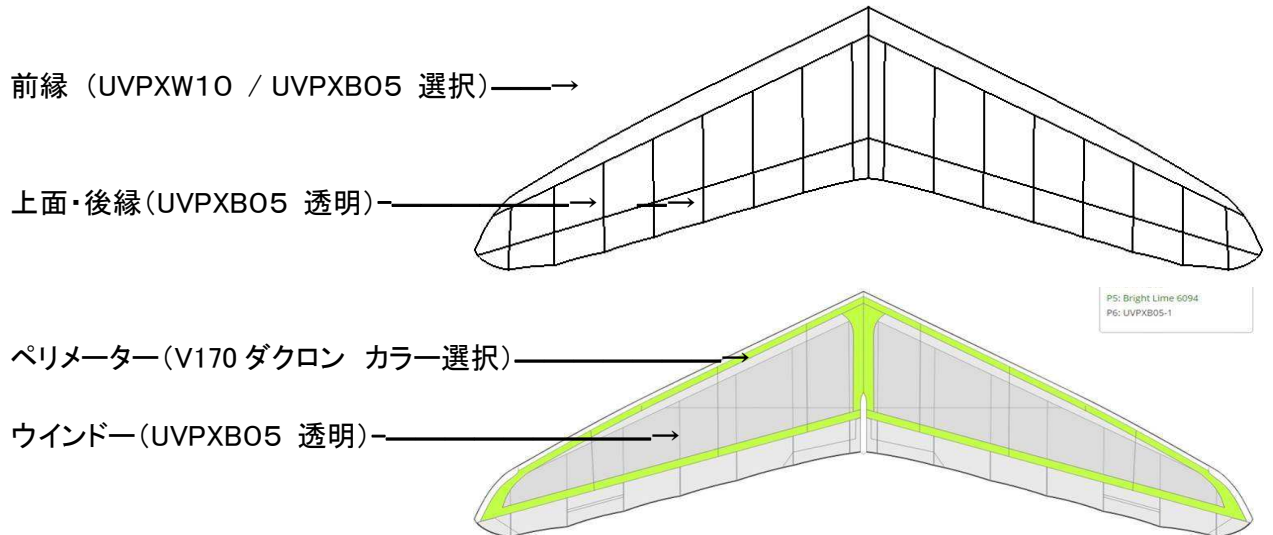 前縁 (UVPXW10 / UVPXB05 選択)
上面・後縁(UVPXB05 透明)
P5: Bright Lime 6094
P6: UVPXB05-1
ペリメーター(V170 ダクロン カラー選択)
ウインドー(UVPXB05 透明)